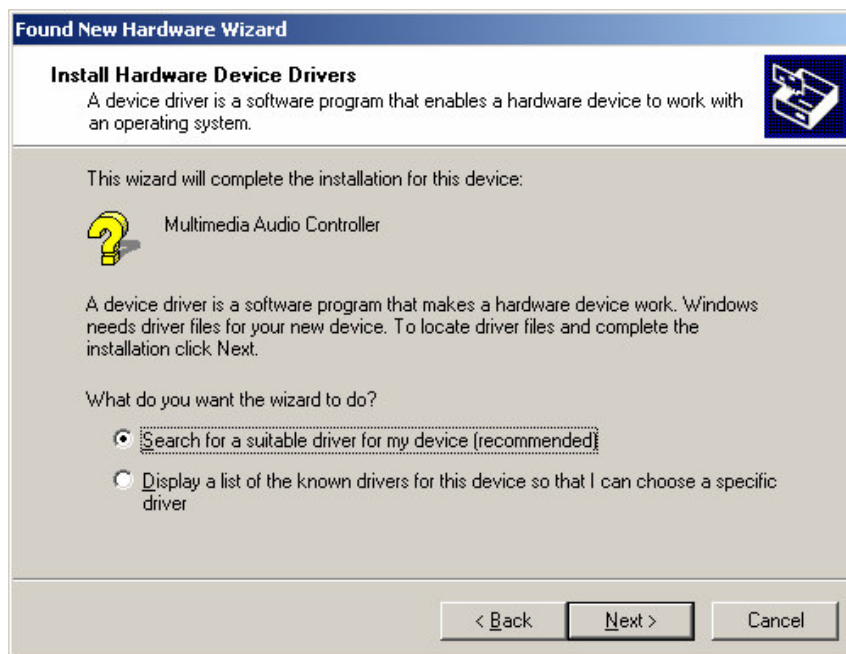 Found New Hardware Wizard
Install Hardware Device Drivers
A device driver is a software program that enables a hardware device to work with
an operating system.
This wizard will complete the installation for this device:
Multimedia Audio Controller
A device driver is a software program that makes a hardware device work. Windows
needs driver files for your new device. To locate driver files and complete the
installation click Next.
What do you want the wizard to do?
Search for a suitable driver for my device (recommended)
Display a list of the known drivers for this device so that I can choose a specific
driver
< Back Next > Cancel